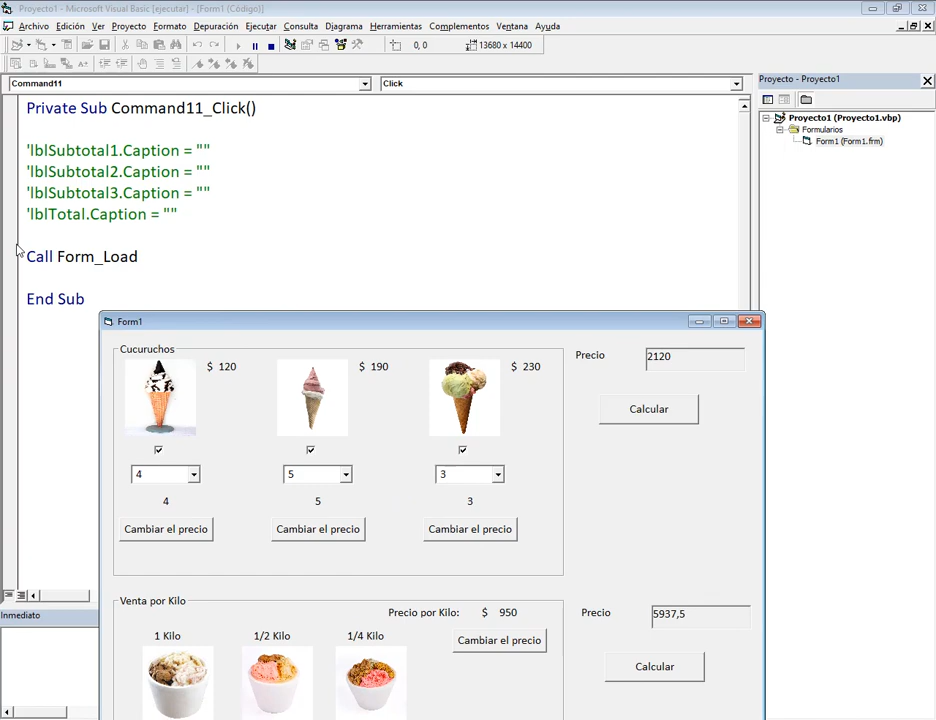 Proyecto1 - Microsoft Visual Basic [ejecutar] - [Form1 (Código)]
Archivo Edición Ver Proyecto Formato Depuración Ejecutar Consulta Diagrama Herramientas Complementos Ventana Ayuda
0, 0 13680 x 14400
Command11 Click
Proyecto - Proyecto1
Private Sub Command11_Click()
Proyecto1 (Proyecto1.vbp)
Formularios
Form1 (Form1.frm)
'lblSubtotal1.Caption = ""
'lblSubtotal2.Caption = ""
'lblSubtotal3.Caption = ""
'lblTotal.Caption = ""
Call Form_Load
End Sub
Inmediato
Form1
Cucuruchos
$ 120 $ 190 $ 230
Precio 2120
Calcular
4 5 3
4 5 3
Cambiar el precio Cambiar el precio Cambiar el precio
Venta por Kilo
Precio por Kilo: $ 950
Precio 5937,5
1 Kilo 1/2 Kilo 1/4 Kilo
Cambiar el precio
Calcular